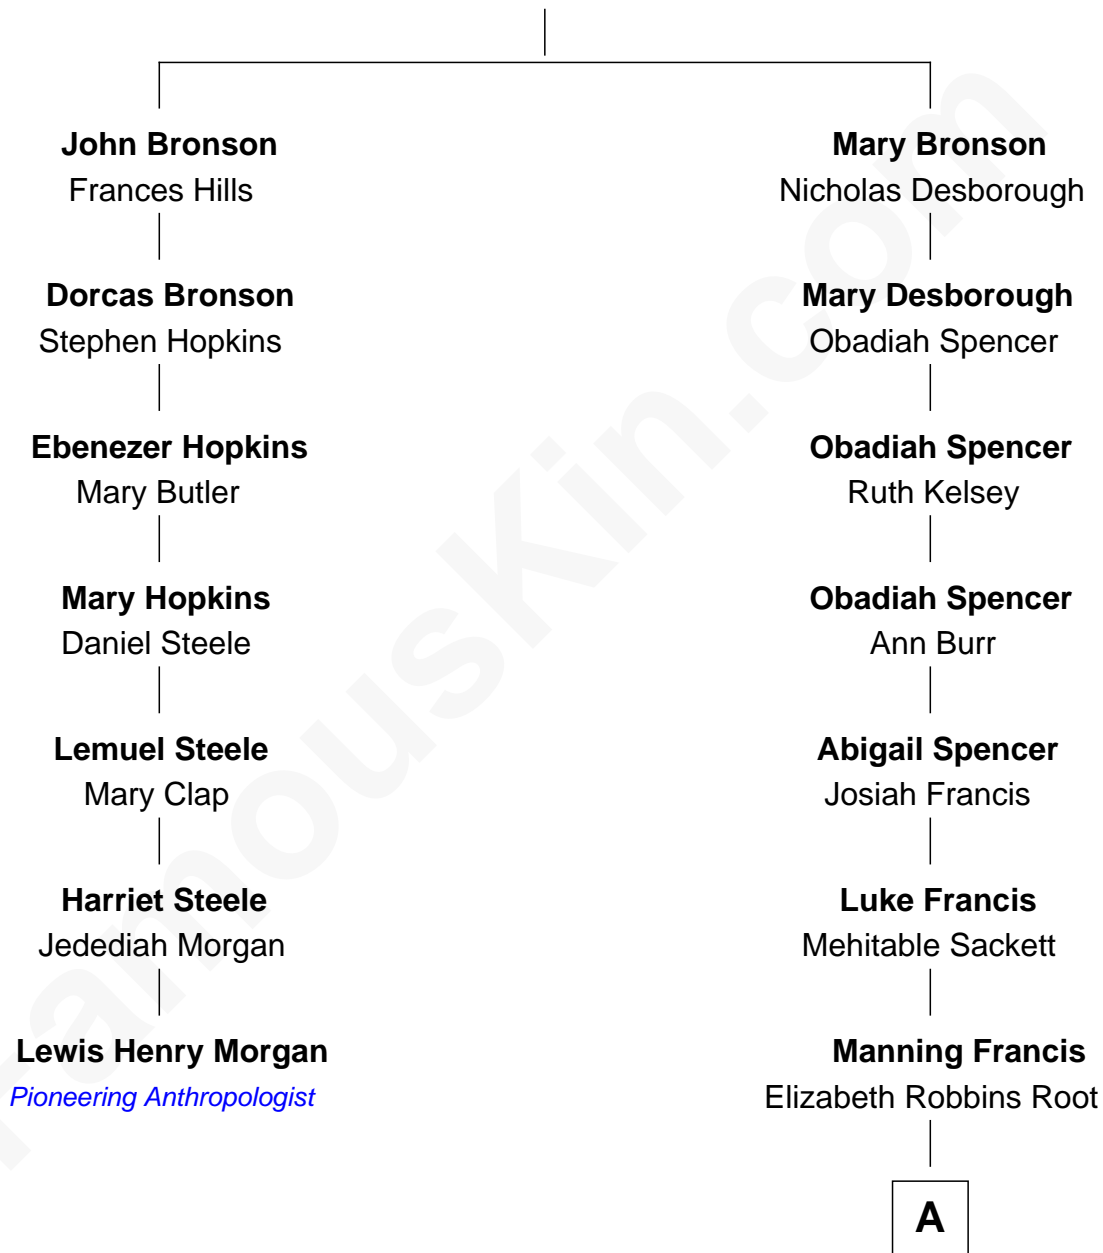 John Bronson
Frances Hills
Mary Bronson
Nicholas Desborough
Dorcas Bronson
Stephen Hopkins
Mary Desborough
Obadiah Spencer
Ebenezer Hopkins
Mary Butler
Obadiah Spencer
Ruth Kelsey
Mary Hopkins
Daniel Steele
Obadiah Spencer
Ann Burr
Lemuel Steele
Mary Clap
Abigail Spencer
Josiah Francis
Harriet Steele
Jedediah Morgan
Luke Francis
Mehitable Sackett
Lewis Henry Morgan
Pioneering Anthropologist
Manning Francis
Elizabeth Robbins Root
A
FamousKin.com